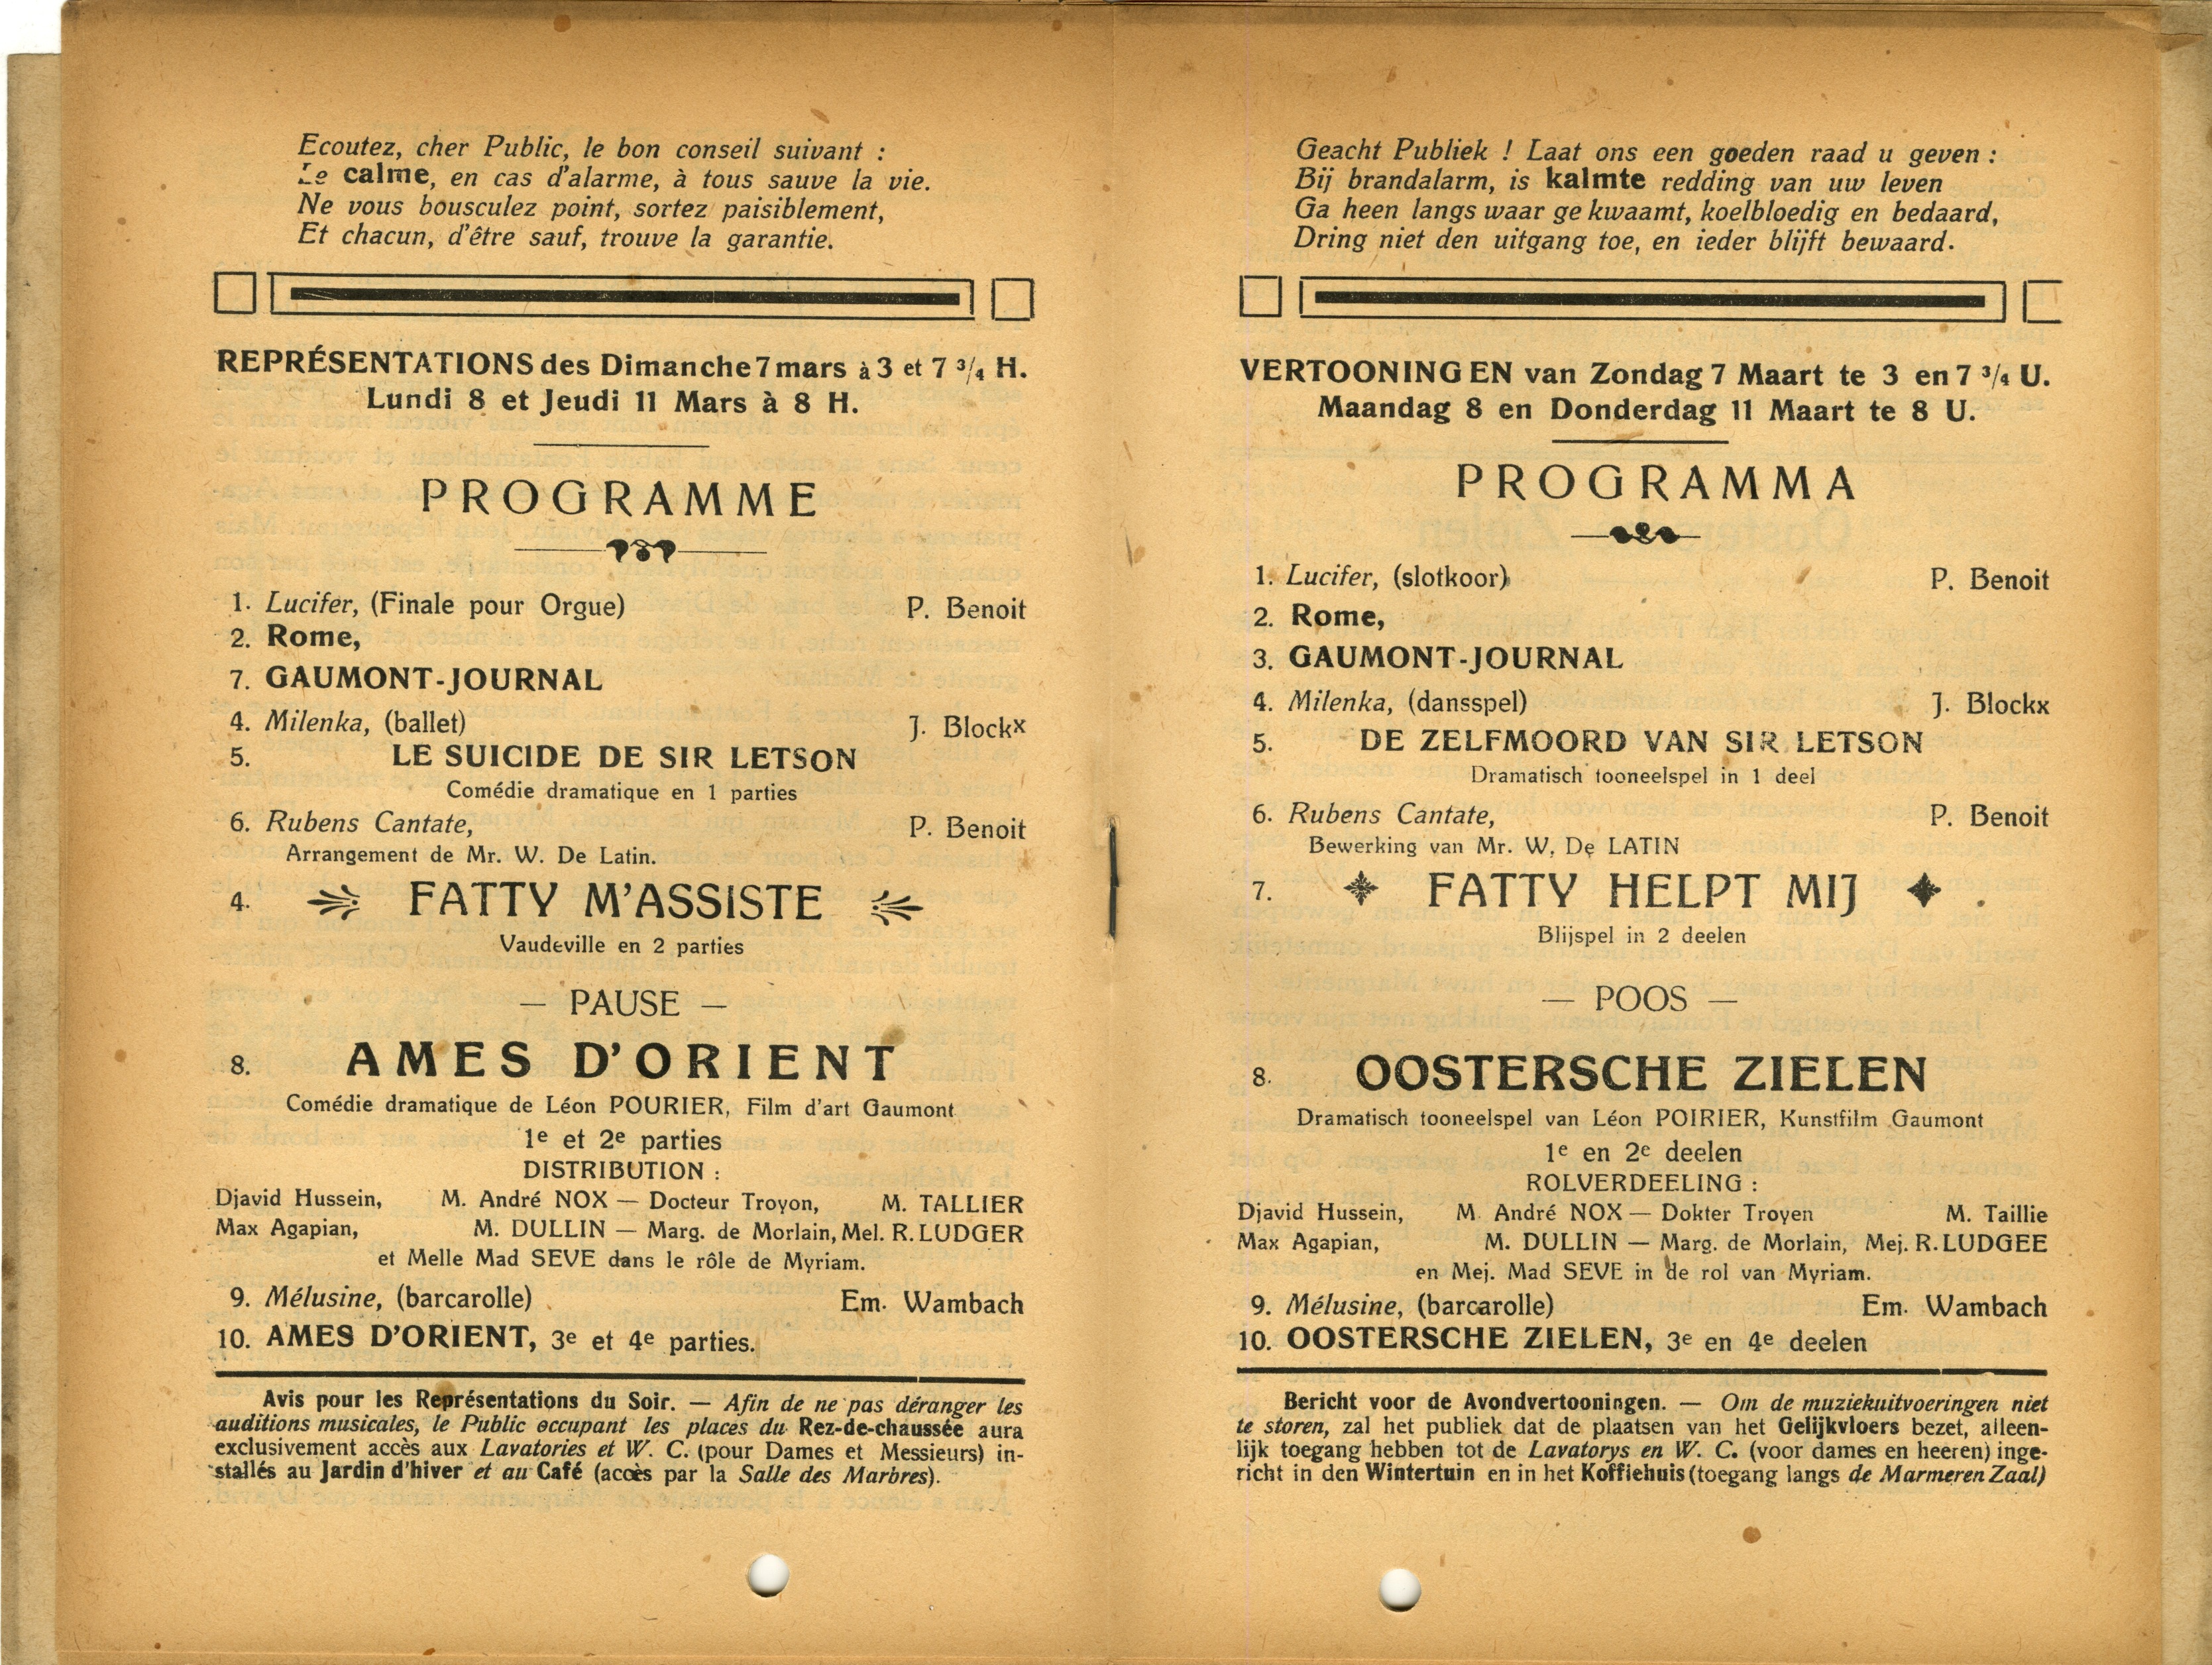 Ecoutez, cher Public, le bon conseil suivant :
Le calme, en cas d'alarme, à tous sauve la vie.
Ne vous bousculez point, sortez paisiblement,
Et chacun, d'être sauf, trouve la garantie.
REPRÉSENTATIONS des Dimanche 7 mars à 3 et 7 3/4 H.
Lundi 8 et Jeudi 11 Mars à 8 H.
PROGRAMME
1. Lucifer, (Finale pour Orgue) P. Benoit
2. Rome,
7. GAUMONT-JOURNAL
4. Milenka, (ballet) J. Blockx
5. LE SUICIDE DE SIR LETSON
Comédie dramatique en 1 parties
6. Rubens Cantate, P. Benoit
Arrangement de Mr. W. De Latin.
4. FATTY M'ASSISTE
Vaudeville en 2 parties
— PAUSE —
8. AMES D'ORIENT
Comédie dramatique de Léon POURIER, Film d'art Gaumont
1e et 2e parties
DISTRIBUTION :
Djavid Hussein, M. André NOX — Docteur Troyon, M. TALLIER
Max Agapian, M. DULLIN — Marg. de Morlain, Mel. R. LUDGER
et Melle Mad SEVE dans le rôle de Myriam.
9. Mélusine, (barcarolle) Em. Wambach
10. AMES D'ORIENT, 3e et 4e parties.
Avis pour les Représentations du Soir. — Afin de ne pas déranger les
auditions musicales, le Public occupant les places du Rez-de-chaussée aura
exclusivement accès aux Lavatories et W. C. (pour Dames et Messieurs) in-
stallés au Jardin d'hiver et au Café (accès par la Salle des Marbres).
Geacht Publiek ! Laat ons een goeden raad u geven :
Bij brandalarm, is kalmte redding van uw leven
Ga heen langs waar ge kwaamt, koelbloedig en bedaard,
Dring niet den uitgang toe, en ieder blijft bewaard.
VERTOONINGEN van Zondag 7 Maart te 3 en 7 3/4 U.
Maandag 8 en Donderdag 11 Maart te 8 U.
PROGRAMMA
1. Lucifer, (slotkoor) P. Benoit
2. Rome,
3. GAUMONT-JOURNAL
4. Milenka, (dansspel) J. Blockx
5. DE ZELFMOORD VAN SIR LETSON
Dramatisch tooneelspel in 1 deel
6. Rubens Cantate, P. Benoit
Bewerking van Mr. W. De LATIN
7. FATTY HELPT MIJ
Blijspel in 2 deelen
— POOS —
8. OOSTERSCHE ZIELEN
Dramatisch tooneelspel van Léon POIRIER, Kunstfilm Gaumont
1e en 2e deelen
ROLVERDEELING :
Djavid Hussein, M. André NOX — Dokter Troyen M. Taillie
Max Agapian, M. DULLIN — Marg. de Morlain, Mej. R. LUDGEE
en Mej. Mad SEVE in de rol van Myriam.
9. Mélusine, (barcarolle) Em. Wambach
10. OOSTERSCHE ZIELEN, 3e en 4e deelen
Bericht voor de Avondvertooningen. — Om de muziekuitvoeringen niet
te storen, zal het publiek dat de plaatsen van het Gelijkvloers bezet, alleen-
lijk toegang hebben tot de Lavatorys en W. C. (voor dames en heeren) inge-
richt in den Wintertuin en in het Koffiehuis (toegang langs de Marmeren Zaal)